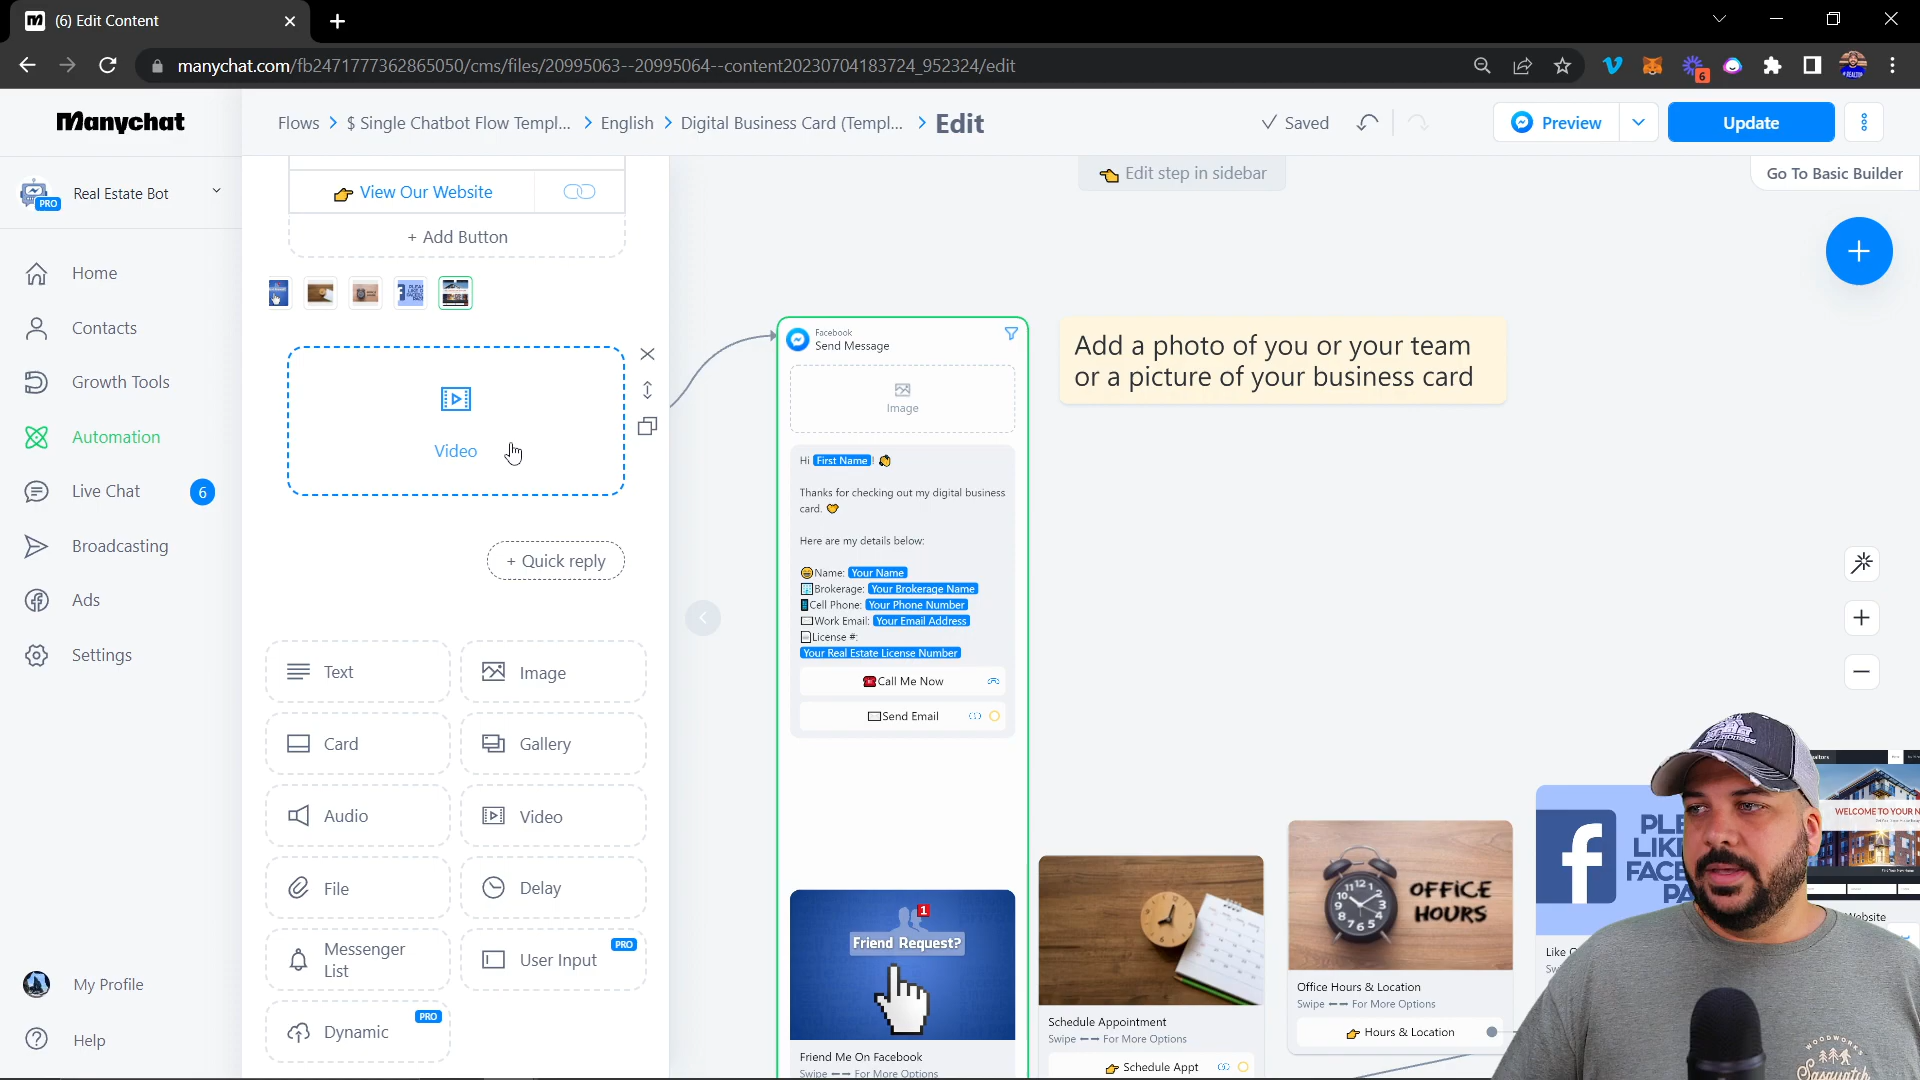 (6) Edit Content
manychat.com/fb2471777362865050/cms/files/20995063--20995064--content20230704183724_952324/edit
6
Manychat
Flows > $ Single Chatbot Flow Templ... > English > Digital Business Card (Templ... > Edit
Saved
Preview
Update
Real Estate Bot
PRO
Home
Contacts
Growth Tools
Automation
Live Chat 6
Broadcasting
Ads
Settings
My Profile
Help
View Our Website
+ Add Button
Video
+ Quick reply
Text
Image
Card
Gallery
Audio
Video
File
Delay
Messenger
List
User Input PRO
Dynamic PRO
Edit step in sidebar
Go To Basic Builder
Facebook
Send Message
Image
Hi First Name!
Thanks for checking out my digital business
card.
Here are my details below:
Name: Your Name
Brokerage: Your Brokerage Name
Cell Phone: Your Phone Number
Work Email: Your Email Address
License #:
Your Real Estate License Number
Call Me Now
Send Email
Add a photo of you or your team
or a picture of your business card
1
Friend Request?
Friend Me On Facebook
Swipe For More Options
Schedule Appointment
Swipe For More Options
Schedule Appt
OFFICE
HOURS
Office Hours & Location
Swipe For More Options
Hours & Location
WELCOME TO YOUR N
Like